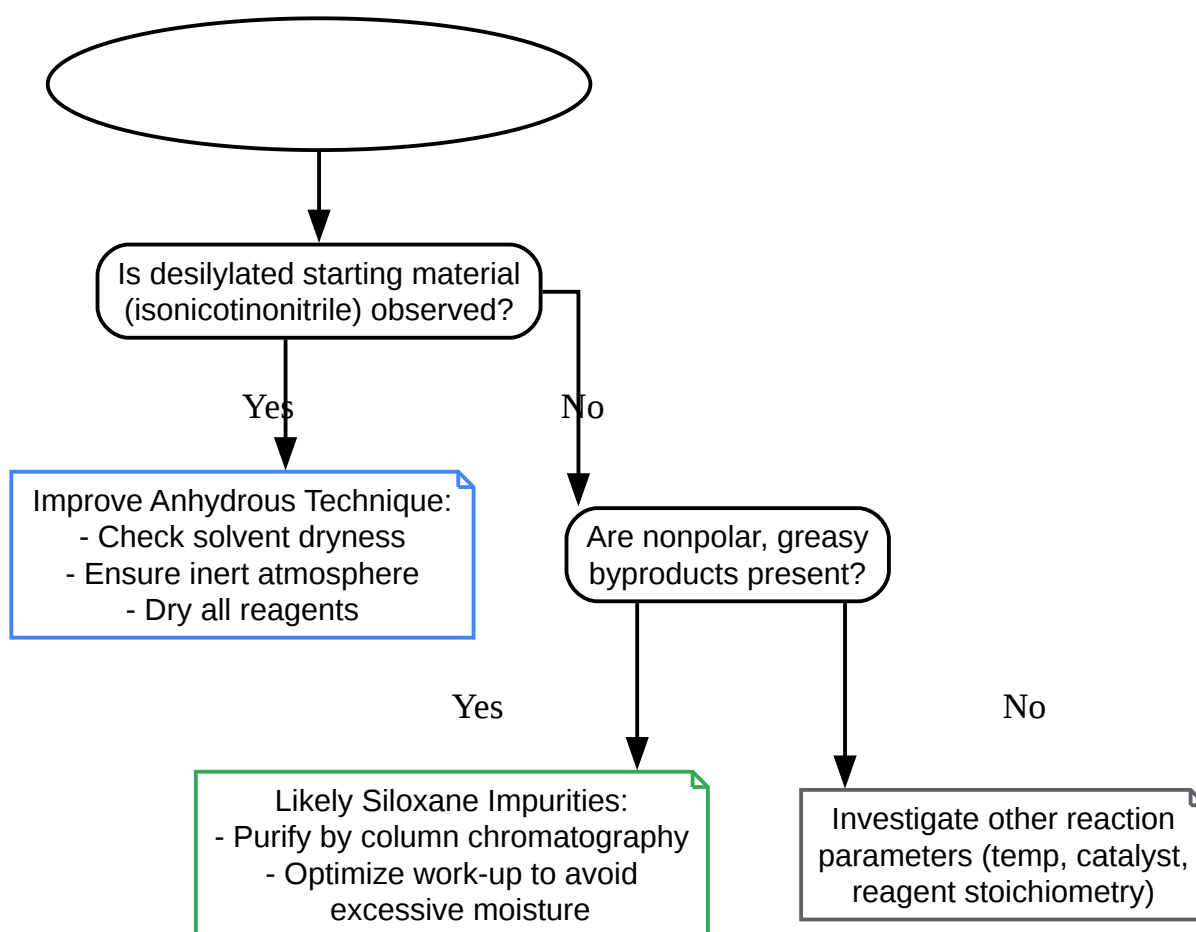 Is desilylated starting material
(isonicotinonitrile) observed?
Yes
No
Improve Anhydrous Technique:
- Check solvent dryness
- Ensure inert atmosphere
- Dry all reagents
Are nonpolar, greasy
byproducts present?
Yes
No
Likely Siloxane Impurities:
- Purify by column chromatography
- Optimize work-up to avoid
excessive moisture
Investigate other reaction
parameters (temp, catalyst,
reagent stoichiometry)